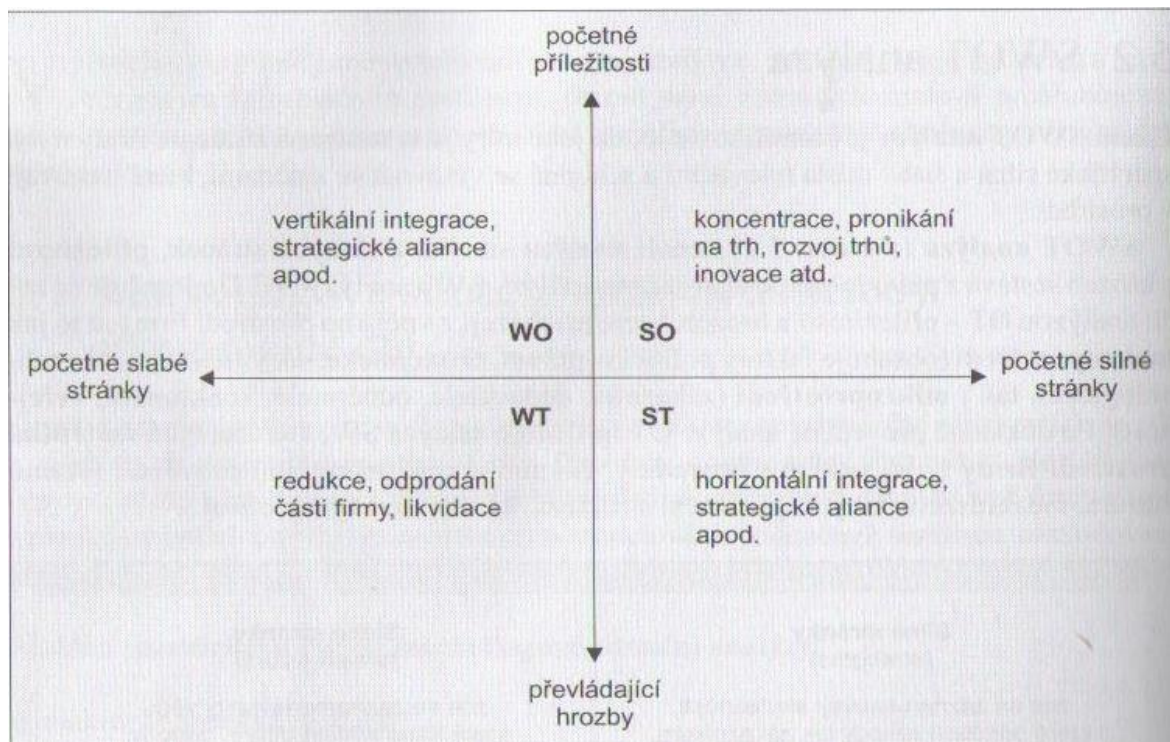 početné
příležitosti
vertikální integrace,
strategické aliance
apod.
koncentrace, pronikání
na trh, rozvoj trhů,
inovace atd.
WO
SO
početné slabé
stránky
početné silné
stránky
WT
ST
redukce, odprodání
části firmy, likvidace
horizontální integrace,
strategické aliance
apod.
převládající
hrozby